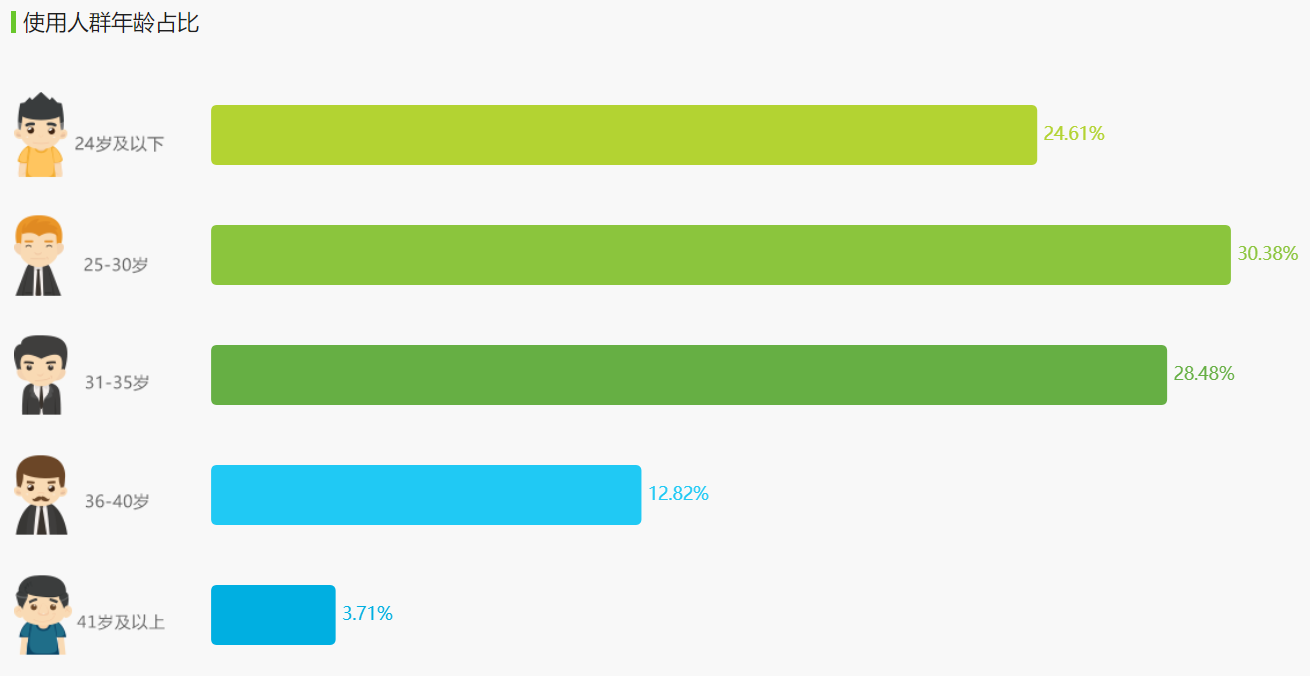 使用人群年龄占比
24岁及以下 24.61%
25-30岁 30.38%
31-35岁 28.48%
36-40岁 12.82%
41岁及以上 3.71%